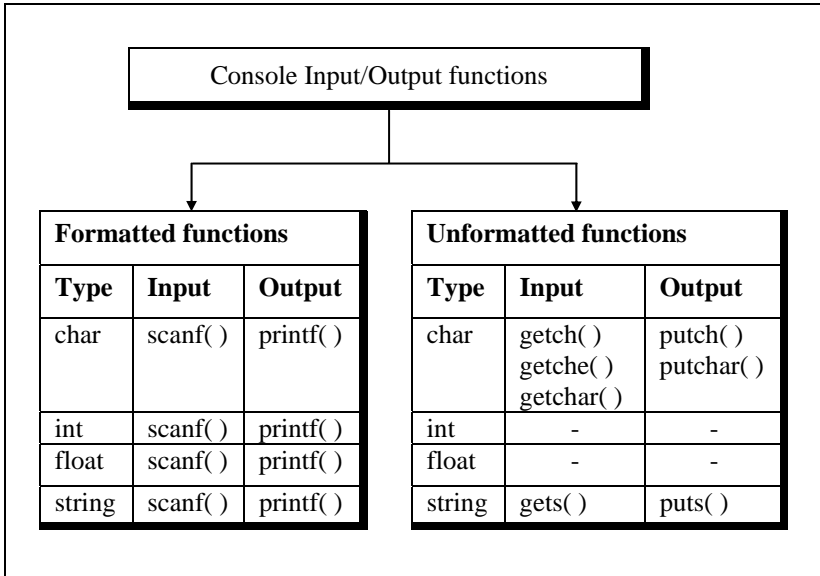 Console Input/Output functions
Formatted functions
Type Input Output
char scanf( ) printf( )
int scanf( ) printf( )
float scanf( ) printf( )
string scanf( ) printf( )
Unformatted functions
Type Input Output
char getch( ) putch( )
getche( ) putchar( )
getchar( )
int - -
float - -
string gets( ) puts( )